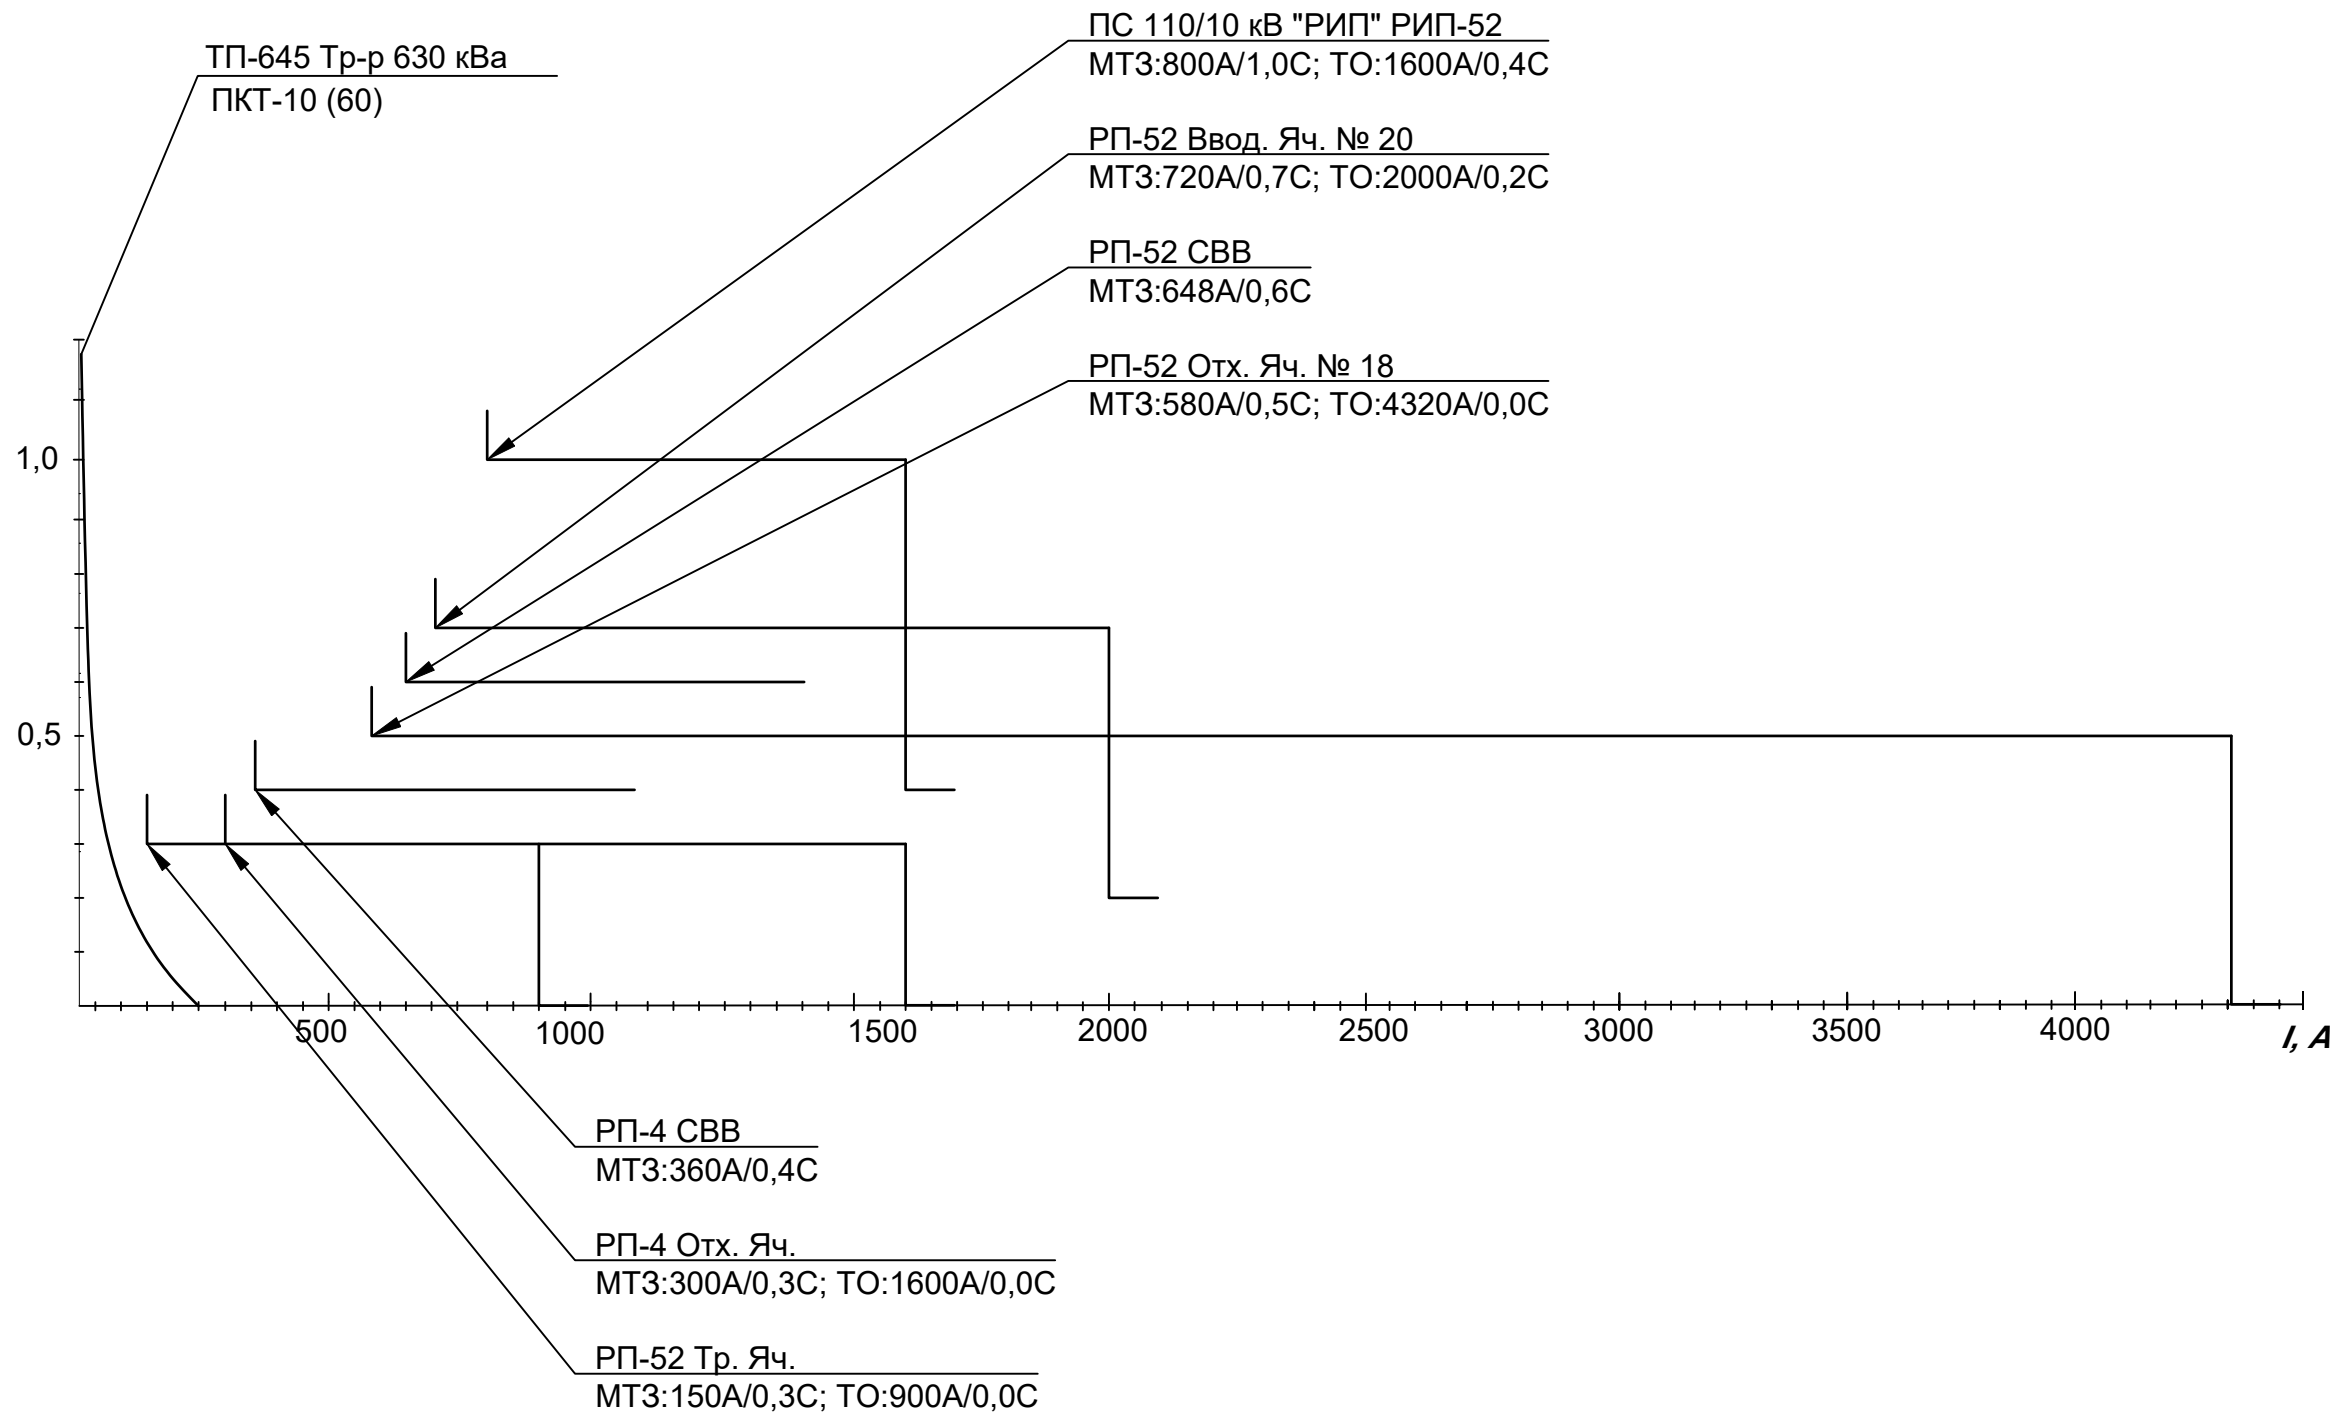 ТП-645 Тр-р 630 кВа
ПКТ-10 (60)
ПС 110/10 кВ "РИП" РИП-52
МТЗ:800А/1,0С; ТО:1600А/0,4С
РП-52 Ввод. Яч. № 20
МТЗ:720А/0,7С; ТО:2000А/0,2С
РП-52 СВВ
МТЗ:648А/0,6С
РП-52 Отх. Яч. № 18
МТЗ:580А/0,5С; ТО:4320А/0,0С
1,0
0,5
500
1000
1500
2000
2500
3000
3500
4000
I, А
РП-4 СВВ
МТЗ:360А/0,4С
РП-4 Отх. Яч.
МТЗ:300А/0,3С; ТО:1600А/0,0С
РП-52 Тр. Яч.
МТЗ:150А/0,3С; ТО:900А/0,0С